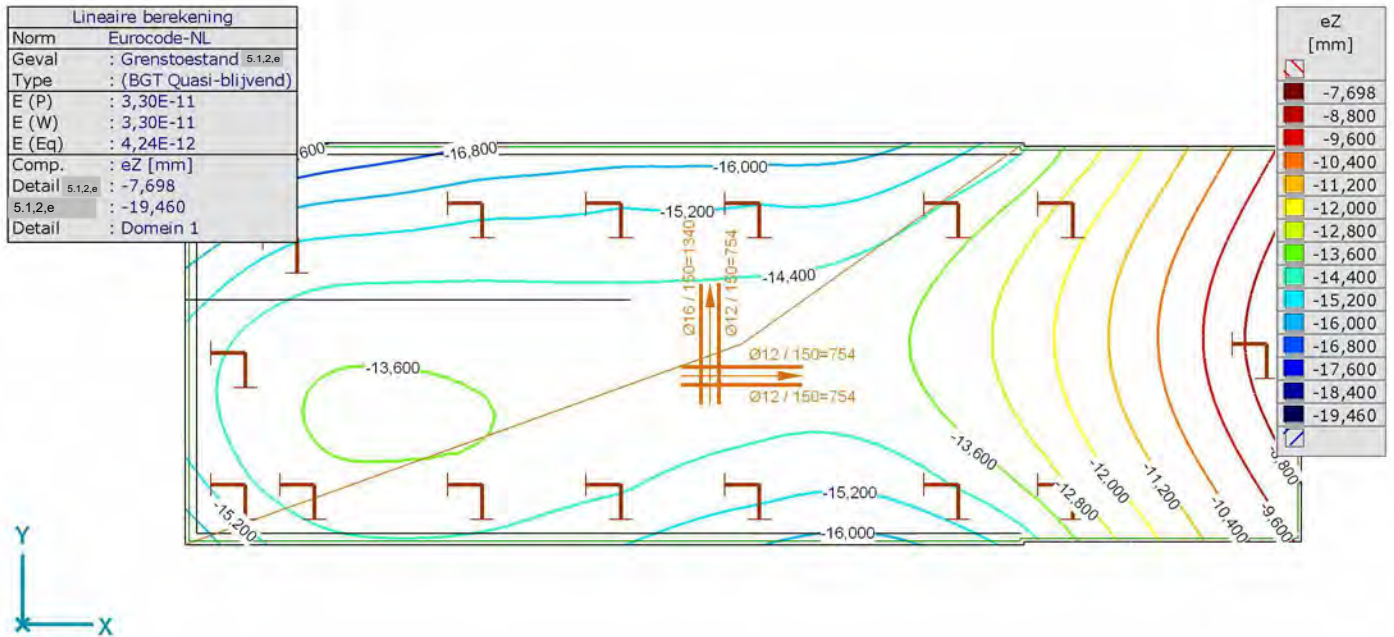 Lineaire berekening
Norm Eurocode-NL
Geval : Grenstoestand 5.1,2,e
Type : (BGT Quasi-blijvend)
E (P) : 3,30E-11
E (W) : 3,30E-11
E (Eq) : 4,24E-12
Comp. : eZ [mm]
Detail 5.1,2,e : -7,698
5.1,2,e : -19,460
Detail : Domein 1
eZ
[mm]
-7,698
-8,800
-9,600
-10,400
-11,200
-12,000
-12,800
-13,600
-14,400
-15,200
-16,000
-16,800
-17,600
-18,400
-19,460
600
-16,800
-16,000
-15,200
-14,400
Ø16 / 150=1340
Ø12 / 150=754
Ø12 / 150=754
Ø12 / 150=754
-13,600
-15,200
-15,200
-16,000
-13,600
-12,800
-12,000
-11,200
-10,400
-9,600
-8,800
Y
X